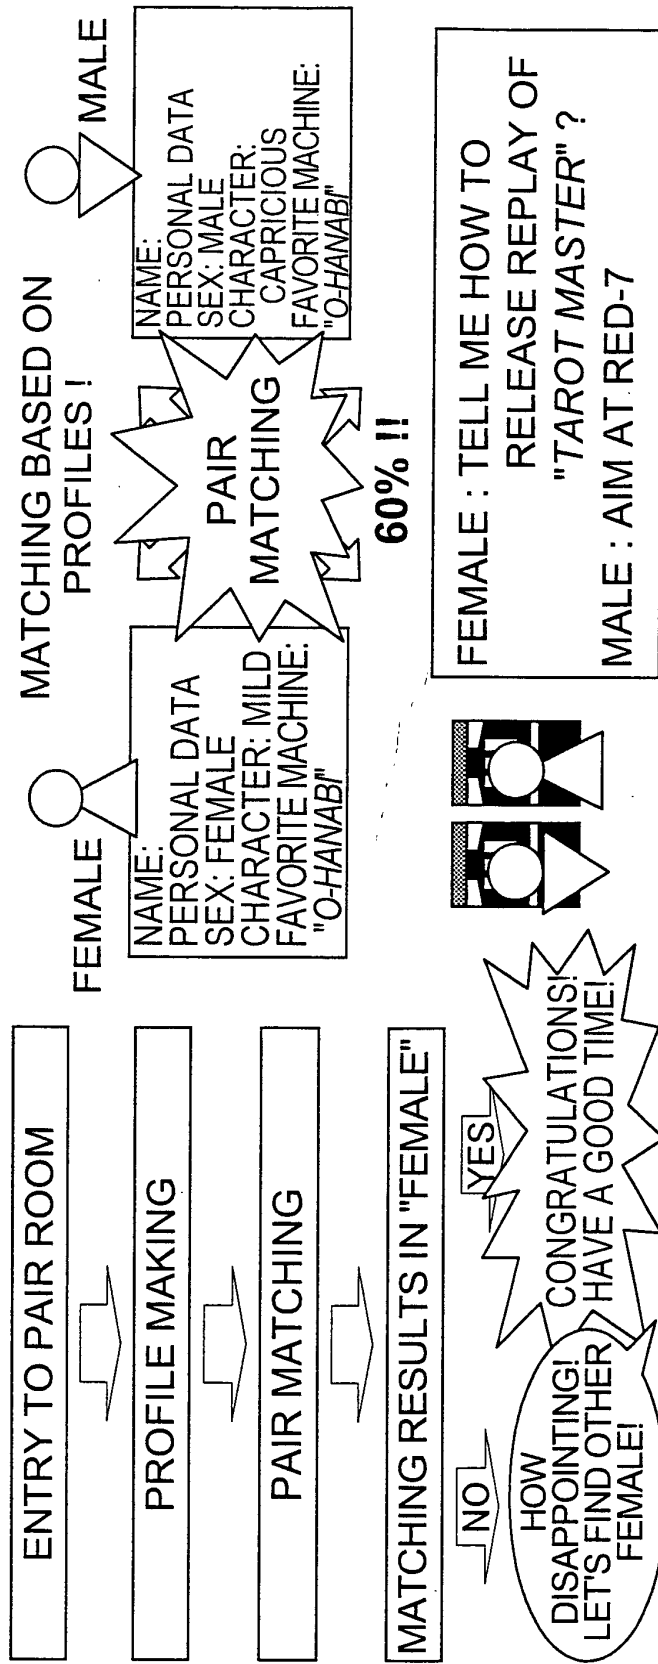 ENTRY TO PAIR ROOM
PROFILE MAKING
PAIR MATCHING
MATCHING RESULTS IN "FEMALE"
NO
YES
HOW
DISAPPOINTING!
LET'S FIND OTHER
FEMALE!
CONGRATULATIONS!
HAVE A GOOD TIME!
MATCHING BASED ON
PROFILES !
FEMALE
NAME:
PERSONAL DATA
SEX: FEMALE
CHARACTER: MILD
FAVORITE MACHINE:
"O-HANABI"
PAIR
MATCHING
60% !!
MALE
NAME:
PERSONAL DATA
SEX: MALE
CHARACTER:
CAPRICIOUS
FAVORITE MACHINE:
"O-HANABI"
FEMALE : TELL ME HOW TO
RELEASE REPLAY OF
"TAROT MASTER" ?
MALE : AIM AT RED-7